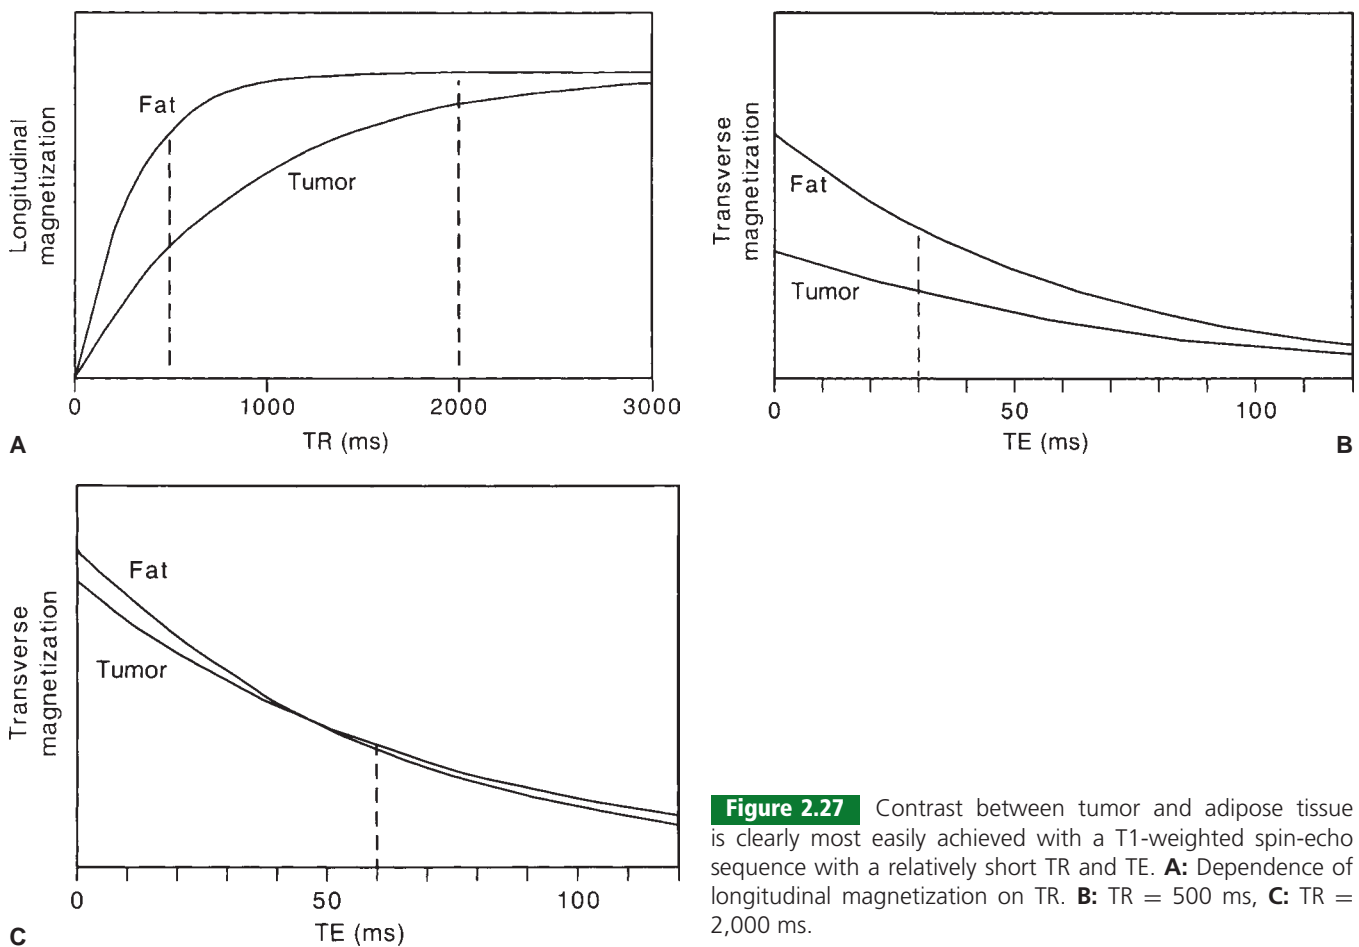 Longitudinal
magnetization
Fat
Tumor
0 1000 2000 3000
TR (ms)
A
Transverse
magnetization
Fat
Tumor
0 50 100
TE (ms)
B
Transverse
magnetization
Fat
Tumor
0 50 100
TE (ms)
C
Figure 2.27 Contrast between tumor and adipose tissue
is clearly most easily achieved with a T1-weighted spin-echo
sequence with a relatively short TR and TE. A: Dependence of
longitudinal magnetization on TR. B: TR = 500 ms, C: TR =
2,000 ms.